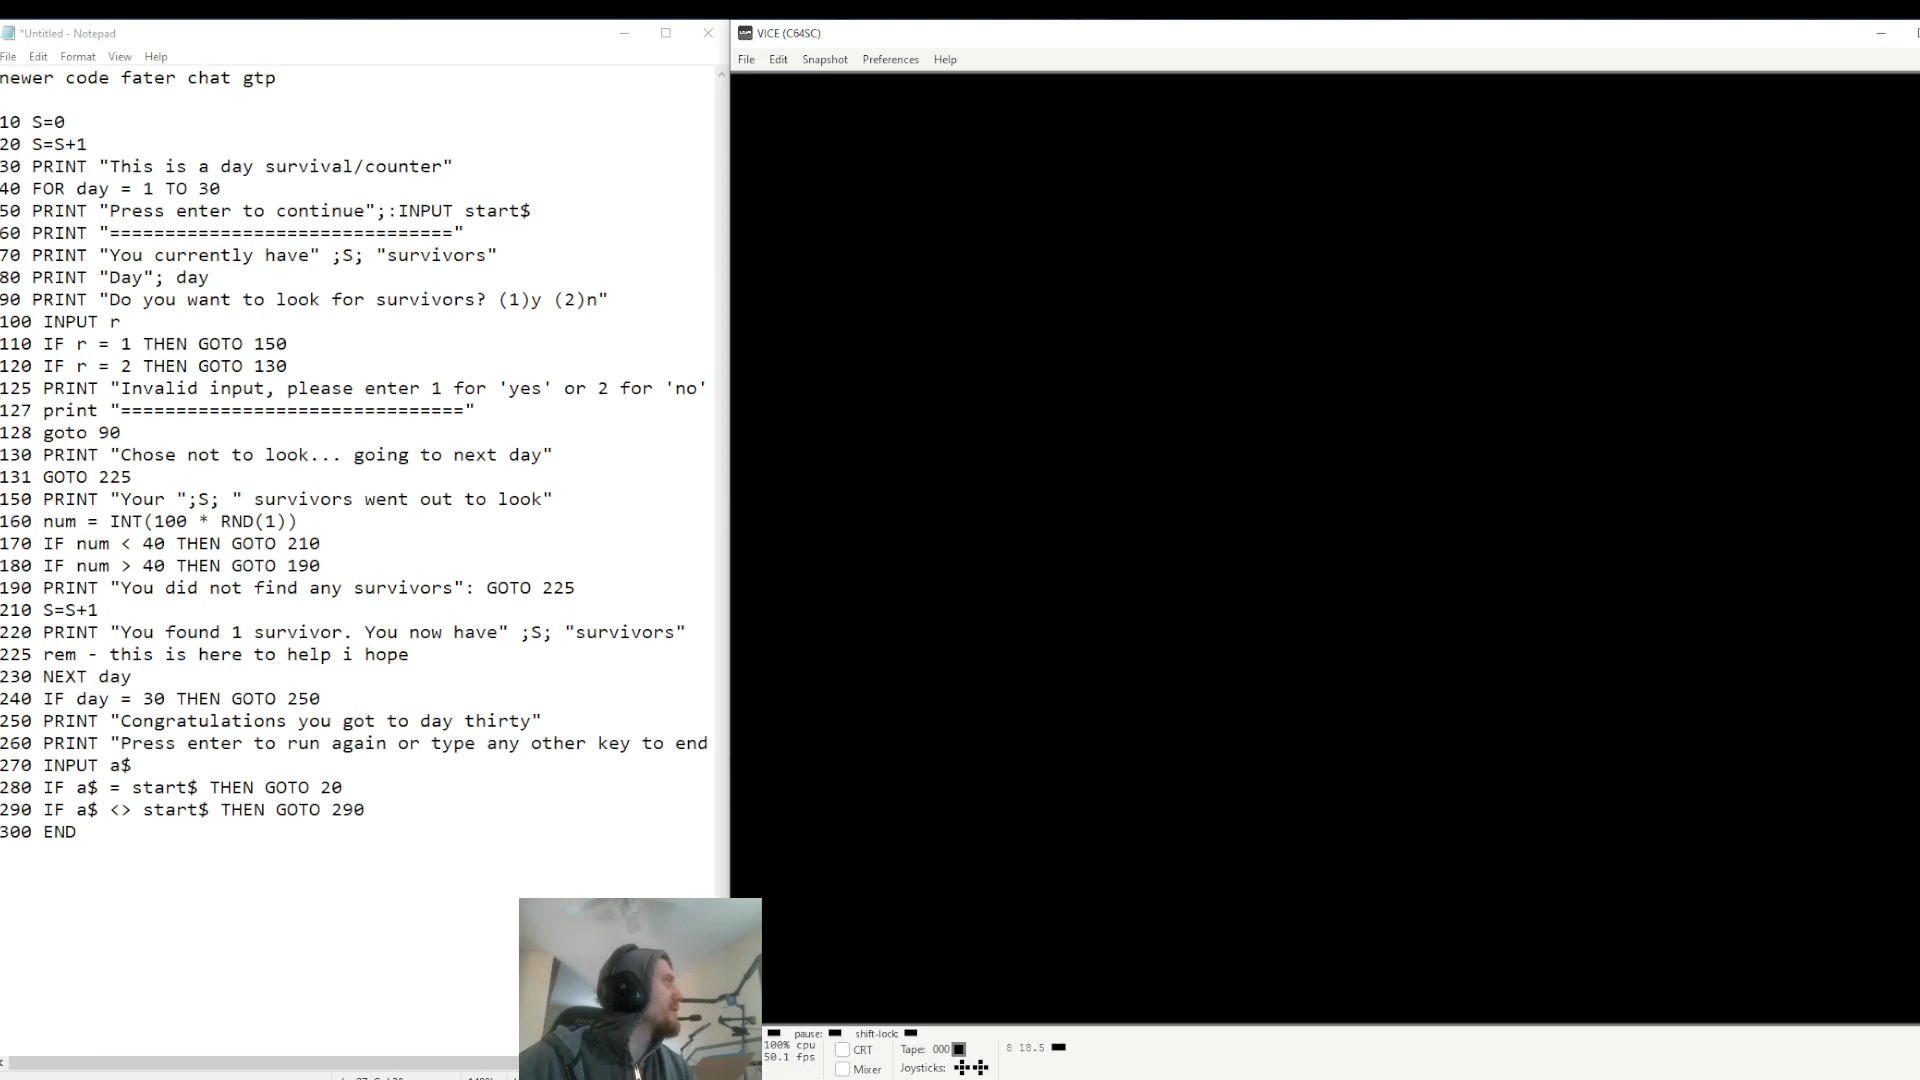 *Untitled - Notepad
File Edit Format View Help
newer code fater chat gtp
10 S=0
20 S=S+1
30 PRINT "This is a day survival/counter"
40 FOR day = 1 TO 30
50 PRINT "Press enter to continue";:INPUT start$
60 PRINT "==============================="
70 PRINT "You currently have" ;S; "survivors"
80 PRINT "Day"; day
90 PRINT "Do you want to look for survivors? (1)y (2)n"
100 INPUT r
110 IF r = 1 THEN GOTO 150
120 IF r = 2 THEN GOTO 130
125 PRINT "Invalid input, please enter 1 for 'yes' or 2 for 'no'
127 print "==============================="
128 goto 90
130 PRINT "Chose not to look... going to next day"
131 GOTO 225
150 PRINT "Your ";S; " survivors went out to look"
160 num = INT(100 * RND(1))
170 IF num < 40 THEN GOTO 210
180 IF num > 40 THEN GOTO 190
190 PRINT "You did not find any survivors": GOTO 225
210 S=S+1
220 PRINT "You found 1 survivor. You now have" ;S; "survivors"
225 rem - this is here to help i hope
230 NEXT day
240 IF day = 30 THEN GOTO 250
250 PRINT "Congratulations you got to day thirty"
260 PRINT "Press enter to run again or type any other key to end
270 INPUT a$
280 IF a$ = start$ THEN GOTO 20
290 IF a$ <> start$ THEN GOTO 290
300 END
VICE (C64SC)
File Edit Snapshot Preferences Help
pause: shift-lock:
100% cpu
50.1 fps
CRT
Mixer
Tape: 000
Joysticks:
8 18.5